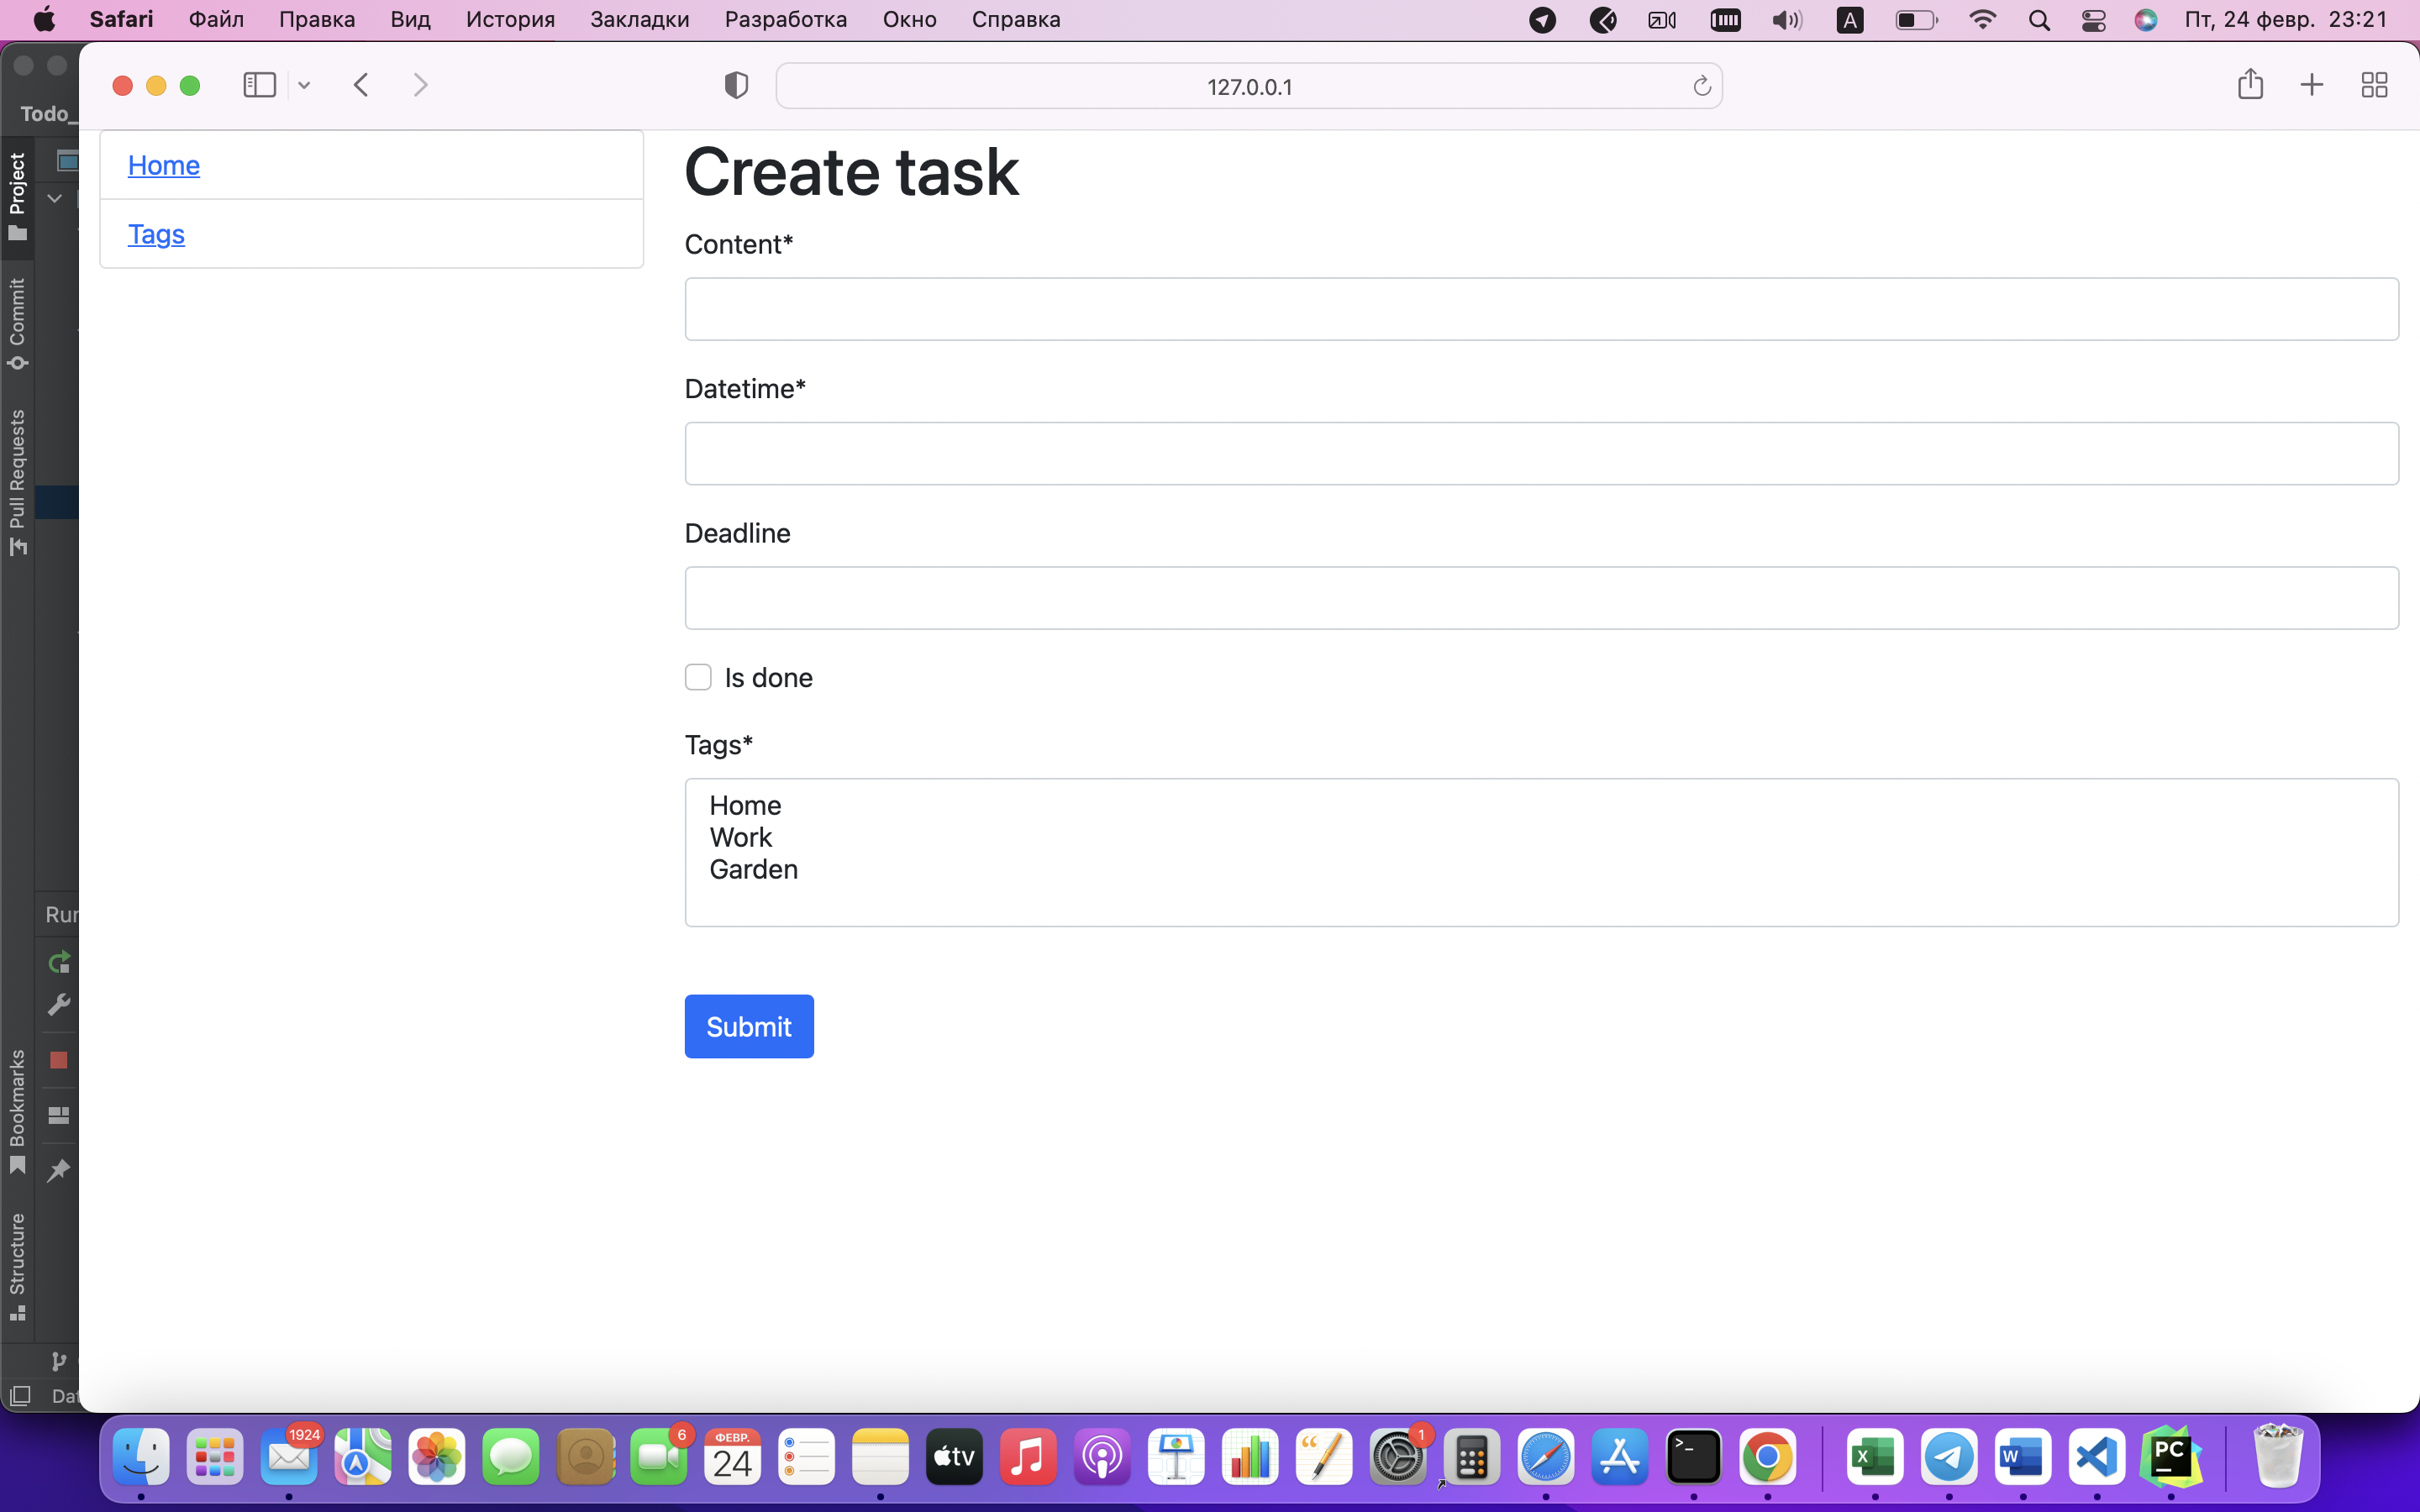 Safari Файл Правка Вид История Закладки Разработка Окно Справка
A
Пт, 24 февр. 23:21
127.0.0.1
Todo_
Project
Commit
Pull Requests
Bookmarks
Structure
Home
Tags
Create task
Content*
Datetime*
Deadline
Is done
Tags*
Home
Work
Garden
Submit
1924
6
ФЕВР.
24
tv
1
>_
X
W
PC